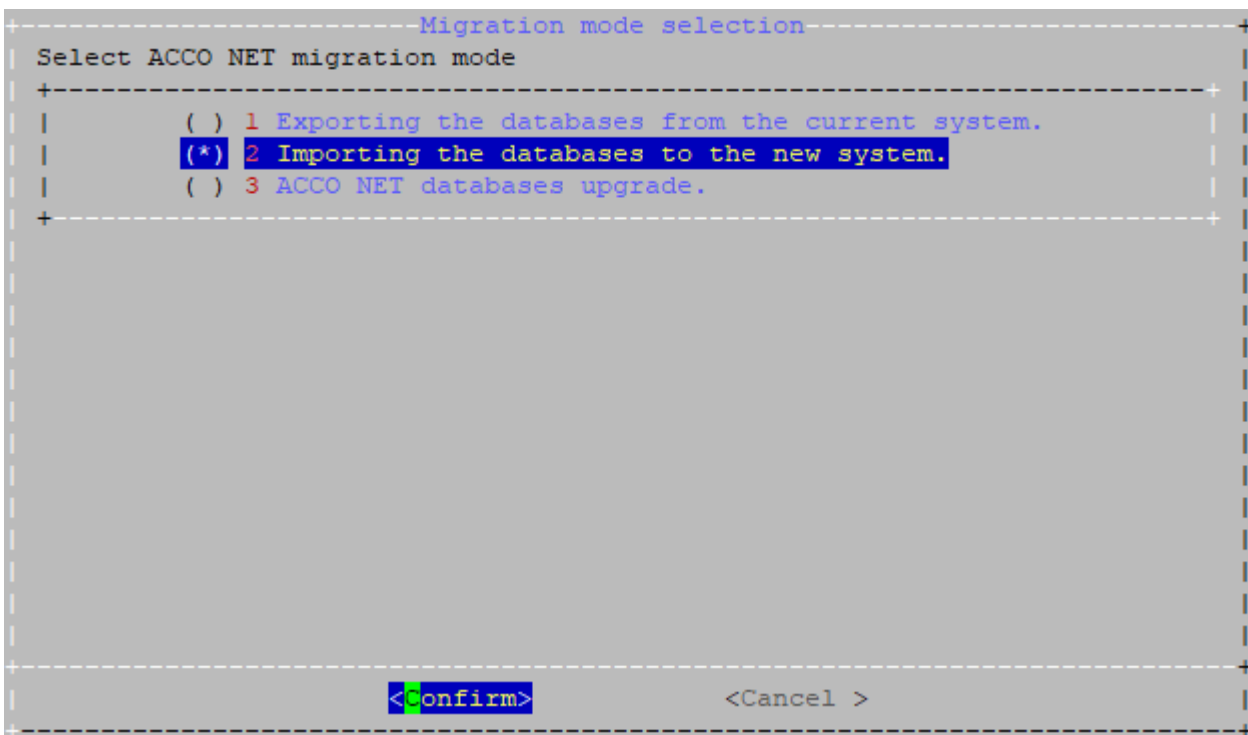 Migration mode selection
Select ACCO NET migration mode
( ) 1 Exporting the databases from the current system.
(*) 2 Importing the databases to the new system.
( ) 3 ACCO NET databases upgrade.
<Confirm> <Cancel >